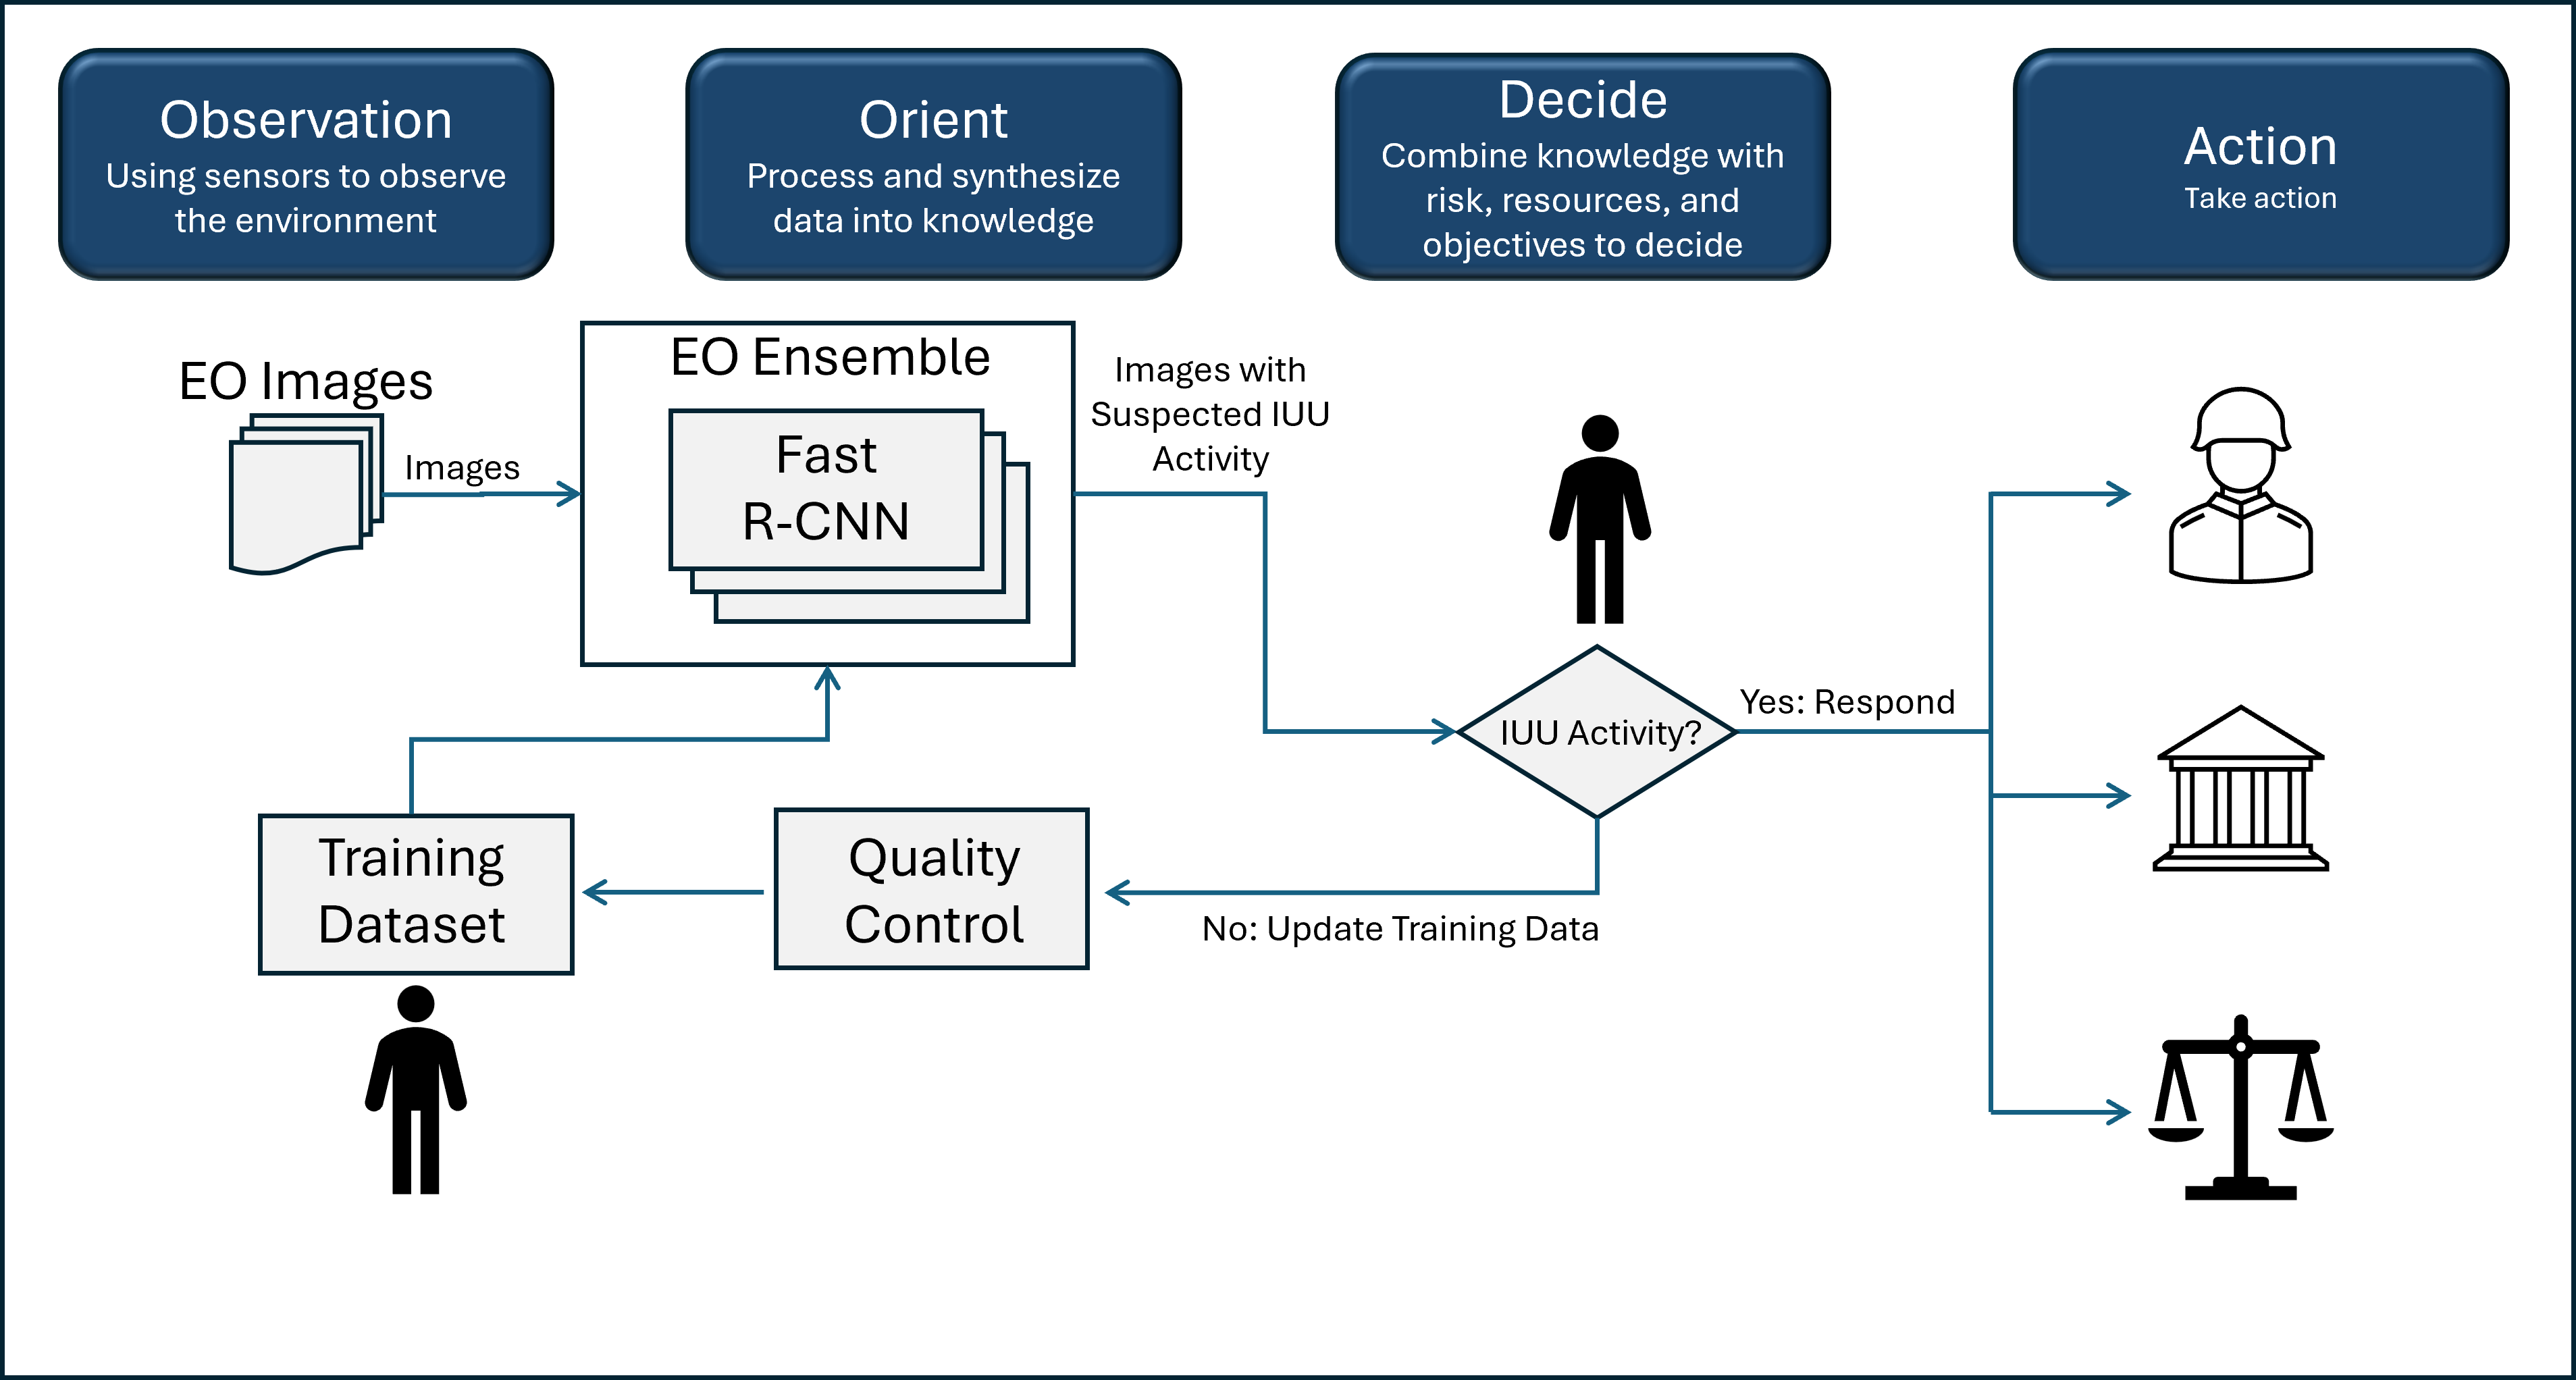 Observation
Using sensors to observe
the environment
Orient
Process and synthesize
data into knowledge
Decide
Combine knowledge with
risk, resources, and
objectives to decide
Action
Take action
EO Images
Images
EO Ensemble
Fast
R-CNN
Images with
Suspected IUU
Activity
IUU Activity?
Yes: Respond
No: Update Training Data
Quality
Control
Training
Dataset